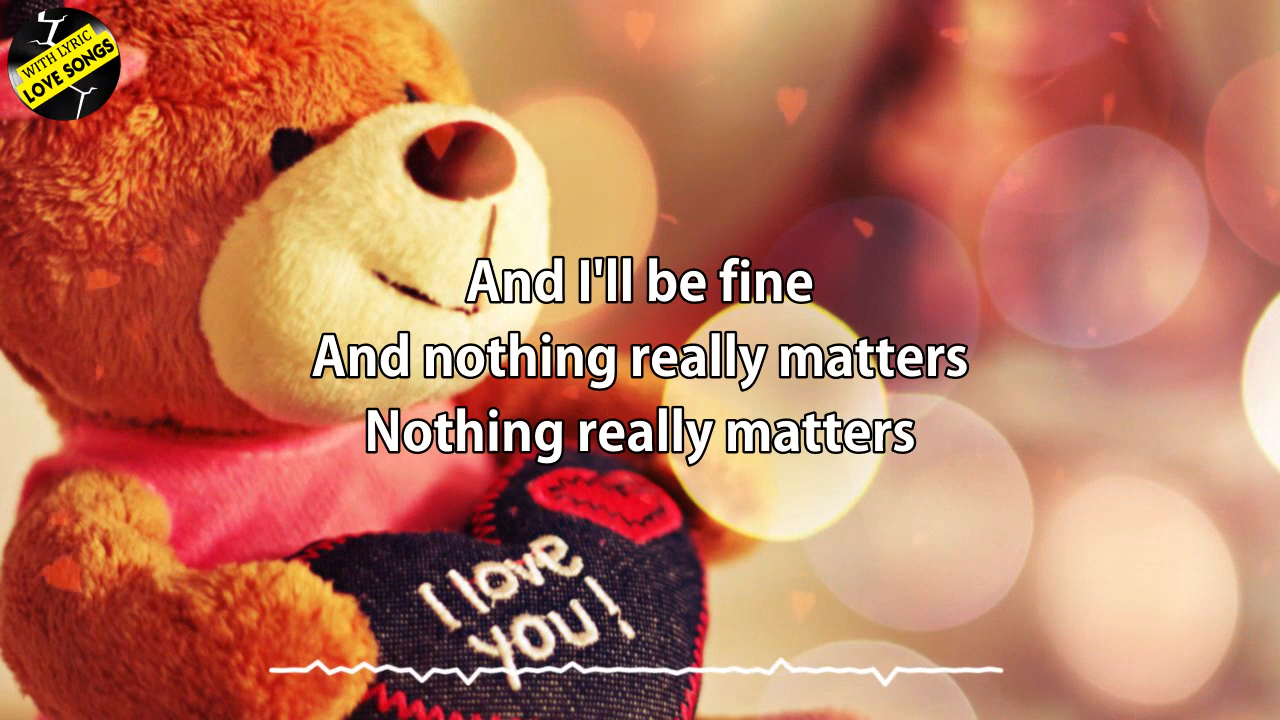 WITH LYRIC
LOVE SONGS
And I'll be fine
And nothing really matters
Nothing really matters
I love
you!